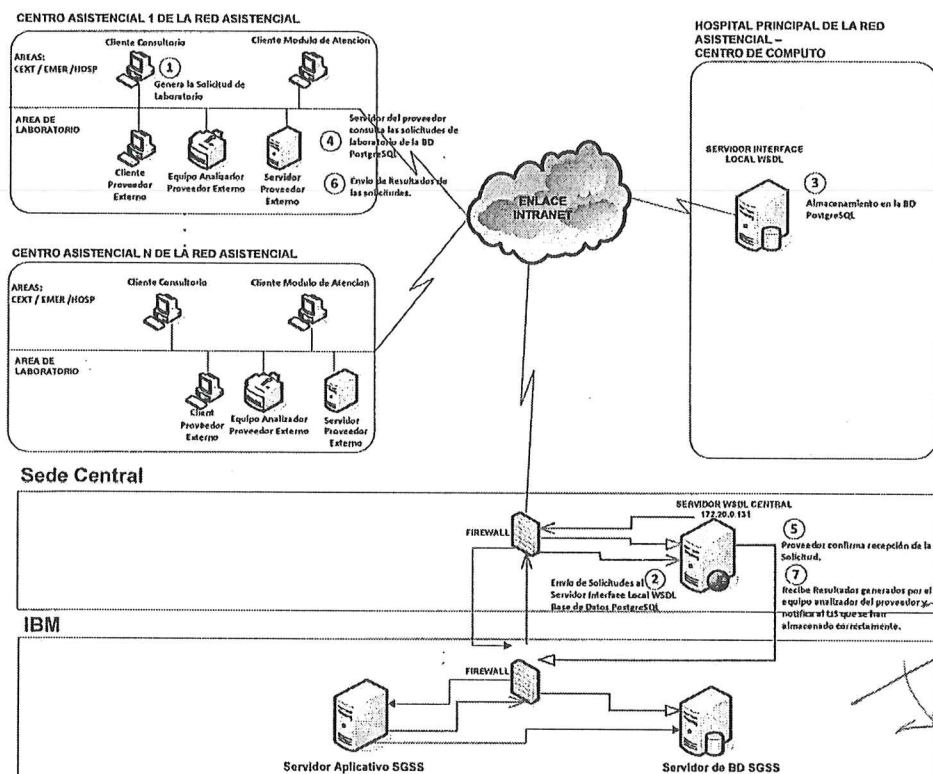 CENTRO ASISTENCIAL 1 DE LA RED ASISTENCIAL
AREAS:
CEXT / EMER /HOSP
Cliente Consultoria
Cliente Modulo de Atencion
1
Genera la Solicitud de
Laboratorio
AREA DE
LABORATORIO
Cliente
Proveedor
Externo
Equipo Analizador
Proveedor Externo
Servidor
Proveedor
Externo
4
Servidor del proveedor
consulta las solicitudes de
laboratorio de la BD
PostgreSQL
6
Envio de Resultados de
las solicitudes.
ENLACE
INTRANET
HOSPITAL PRINCIPAL DE LA RED
ASISTENCIAL –
CENTRO DE COMPUTO
SERVIDOR INTERFACE
LOCAL WSDL
3
Almacenamiento en la BD
PostgreSQL
CENTRO ASISTENCIAL N DE LA RED ASISTENCIAL
AREAS:
CEXT / EMER /HOSP
Cliente Consultoria
Cliente Modulo de Atencion
AREA DE
LABORATORIO
Client
Proveedor
Externo
Equipo Analizador
Proveedor Externo
Servidor
Proveedor
Externo
Sede Central
FIREWALL
SERVIDOR WSDL CENTRAL
172.20.0.131
2
Envio de Solicitudes al
Servidor Interface Local WSDL
Base de Datos PostgreSQL
5
Proveedor confirma recepción de la
Solicitud.
7
Recibe Resultados generados por el
equipo analizador del proveedor y
notifica al LIS que se han
almacenado correctamente.
IBM
FIREWALL
Servidor Aplicativo SGSS
Servidor de BD SGSS